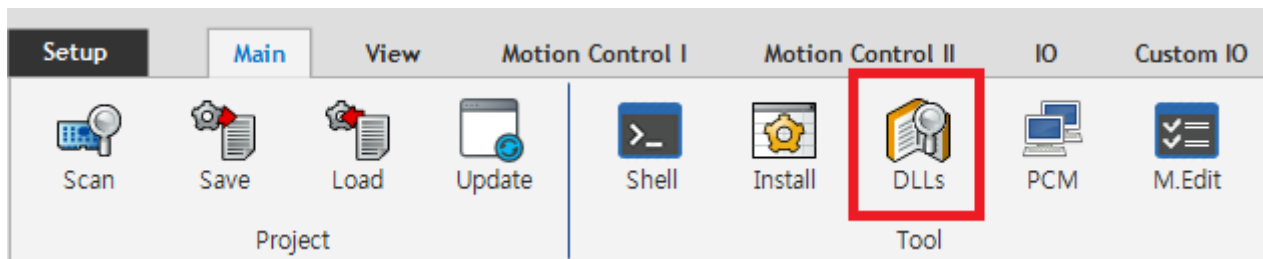 Setup Main View Motion Control I Motion Control II IO Custom IO
Scan Save Load Update Shell Install DLLs PCM M.Edit
Project Tool